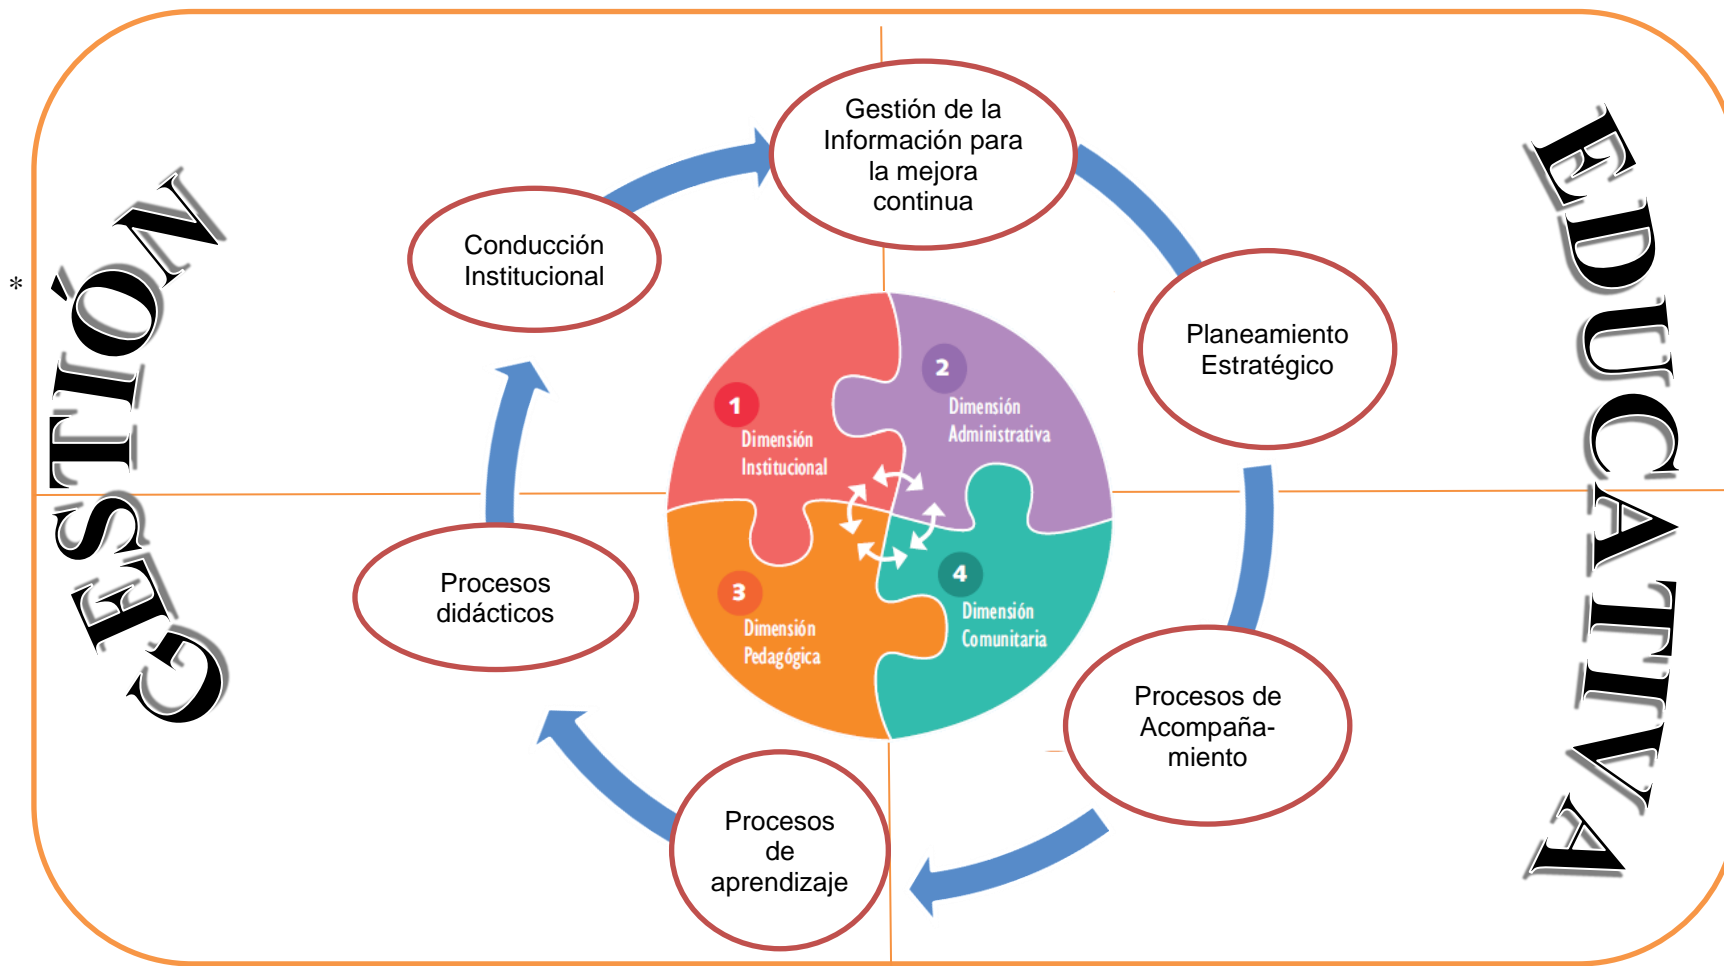 GESTIÓN
EDUCATIVA
*
Gestión de la
Información para
la mejora
continua
Planeamiento
Estratégico
Procesos de
Acompaña-
miento
Procesos
de
aprendizaje
Procesos
didácticos
Conducción
Institucional
1
Dimensión
Institucional
2
Dimensión
Administrativa
3
Dimensión
Pedagógica
4
Dimensión
Comunitaria